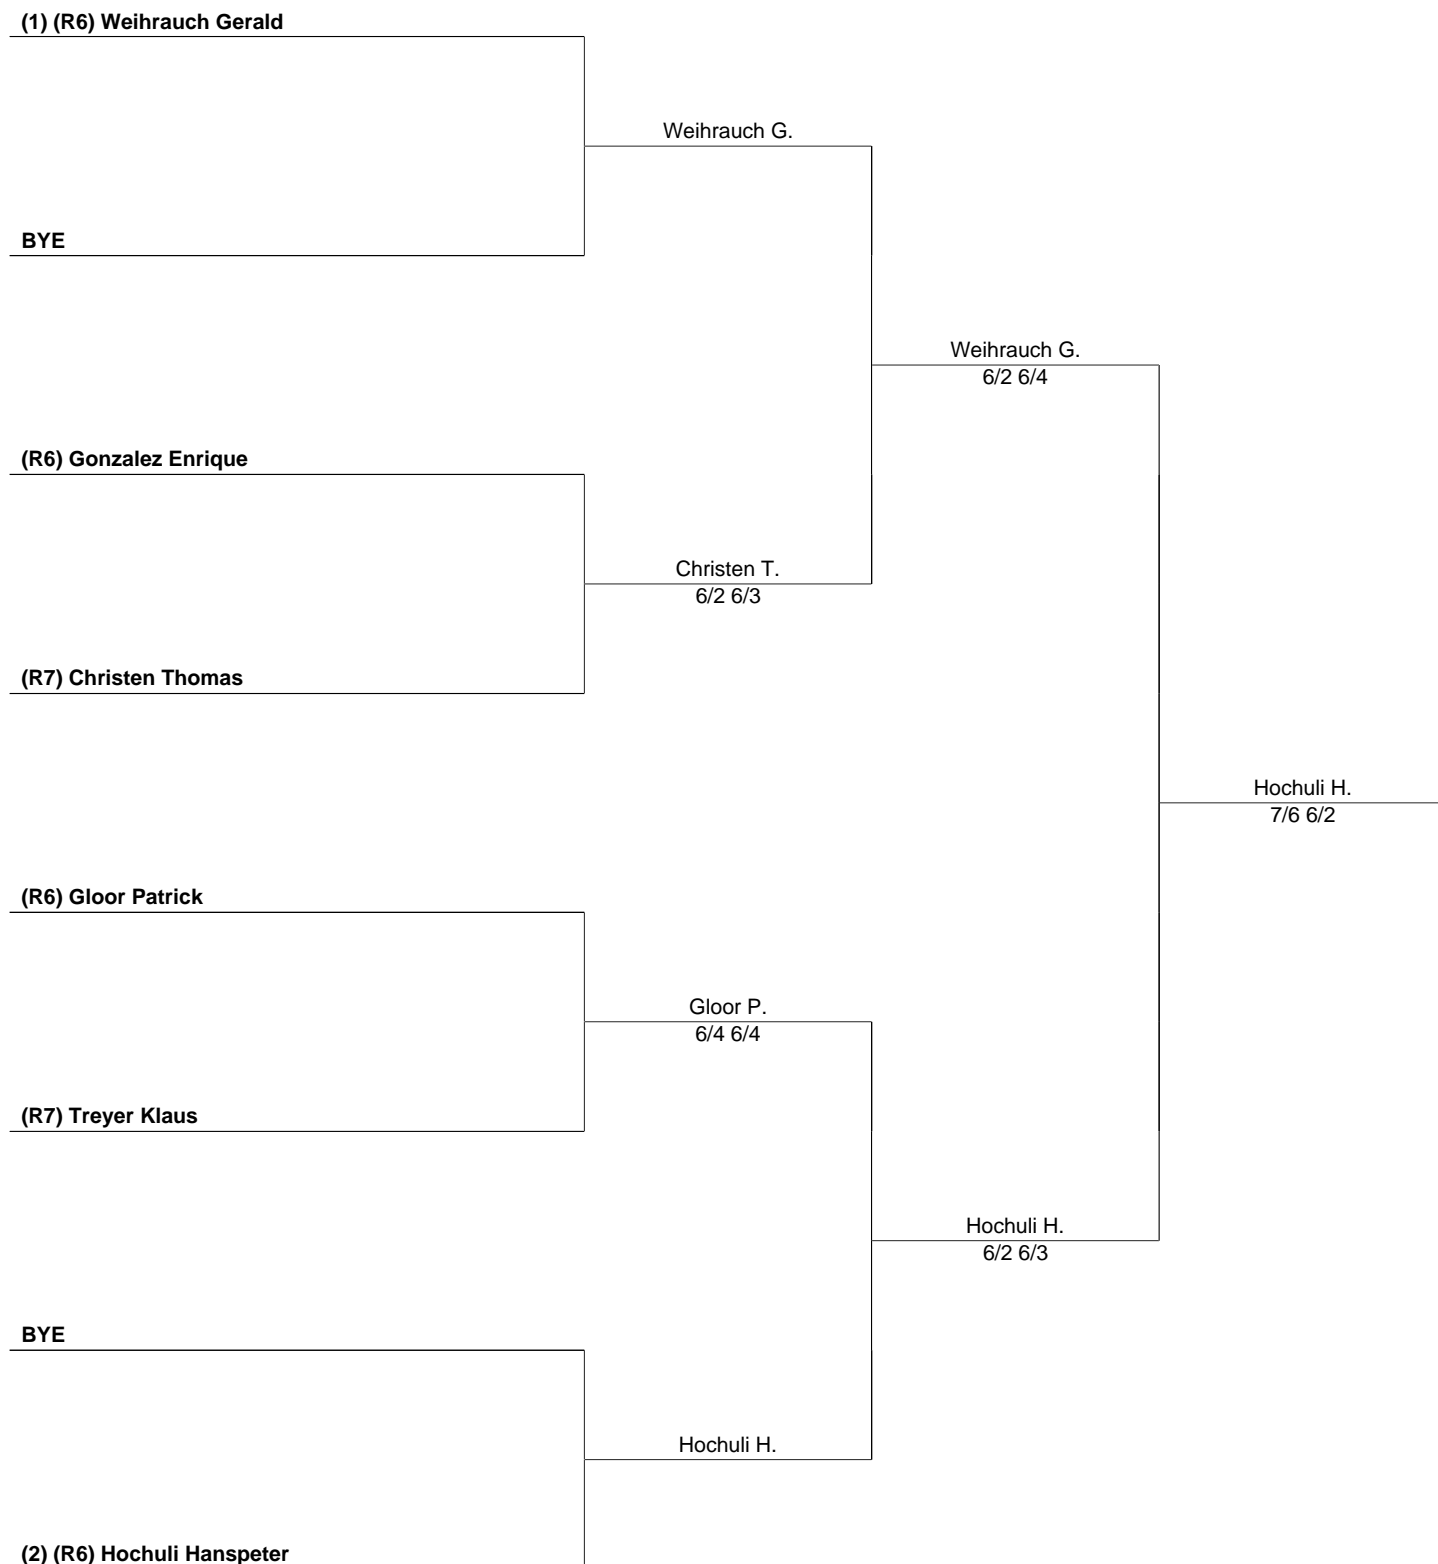 (1) (R6) Weihrauch Gerald
Weihrauch G.
BYE
Weihrauch G.
6/2 6/4
(R6) Gonzalez Enrique
Christen T.
6/2 6/3
(R7) Christen Thomas
Hochuli H.
7/6 6/2
(R6) Gloor Patrick
Gloor P.
6/4 6/4
(R7) Treyer Klaus
Hochuli H.
6/2 6/3
BYE
Hochuli H.
(2) (R6) Hochuli Hanspeter